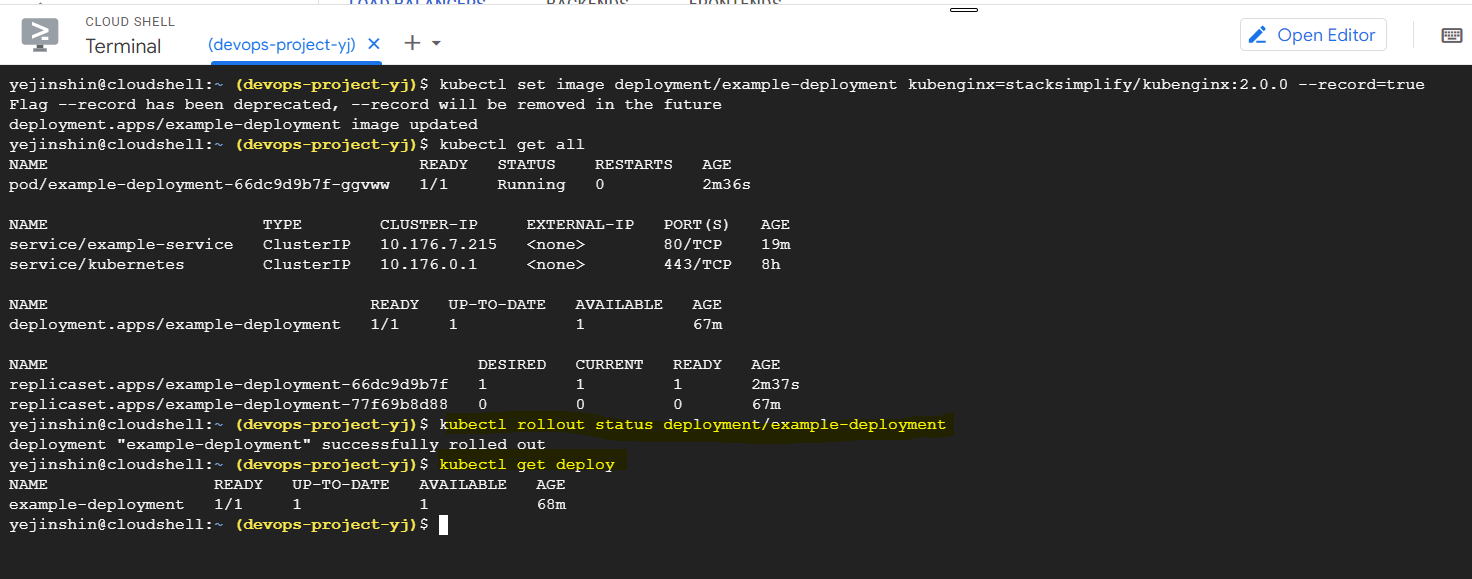 LOAD BALANCERS BACKENDS FRONTENDS
CLOUD SHELL
Terminal
(devops-project-yj)
Open Editor
yejinshin@cloudshell:~ (devops-project-yj)$ kubectl set image deployment/example-deployment kubenginx=stacksimplify/kubenginx:2.0.0 --record=true
Flag --record has been deprecated, --record will be removed in the future
deployment.apps/example-deployment image updated
yejinshin@cloudshell:~ (devops-project-yj)$ kubectl get all
NAME READY STATUS RESTARTS AGE
pod/example-deployment-66dc9d9b7f-ggvww 1/1 Running 0 2m36s
NAME TYPE CLUSTER-IP EXTERNAL-IP PORT(S) AGE
service/example-service ClusterIP 10.176.7.215 <none> 80/TCP 19m
service/kubernetes ClusterIP 10.176.0.1 <none> 443/TCP 8h
NAME READY UP-TO-DATE AVAILABLE AGE
deployment.apps/example-deployment 1/1 1 1 67m
NAME DESIRED CURRENT READY AGE
replicaset.apps/example-deployment-66dc9d9b7f 1 1 1 2m37s
replicaset.apps/example-deployment-77f69b8d88 0 0 0 67m
yejinshin@cloudshell:~ (devops-project-yj)$ kubectl rollout status deployment/example-deployment
deployment "example-deployment" successfully rolled out
yejinshin@cloudshell:~ (devops-project-yj)$ kubectl get deploy
NAME READY UP-TO-DATE AVAILABLE AGE
example-deployment 1/1 1 1 68m
yejinshin@cloudshell:~ (devops-project-yj)$